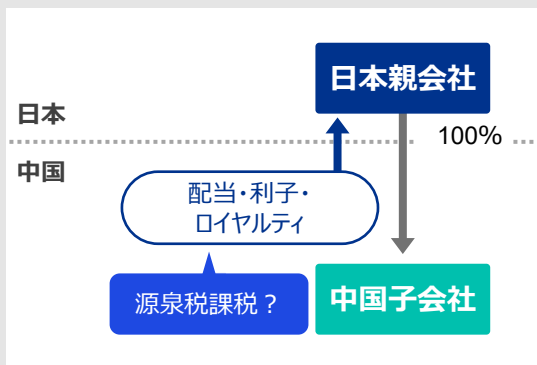 日本親会社
日本
100%
中国
配当・利子・
ロイヤルティ
源泉税課税？
中国子会社